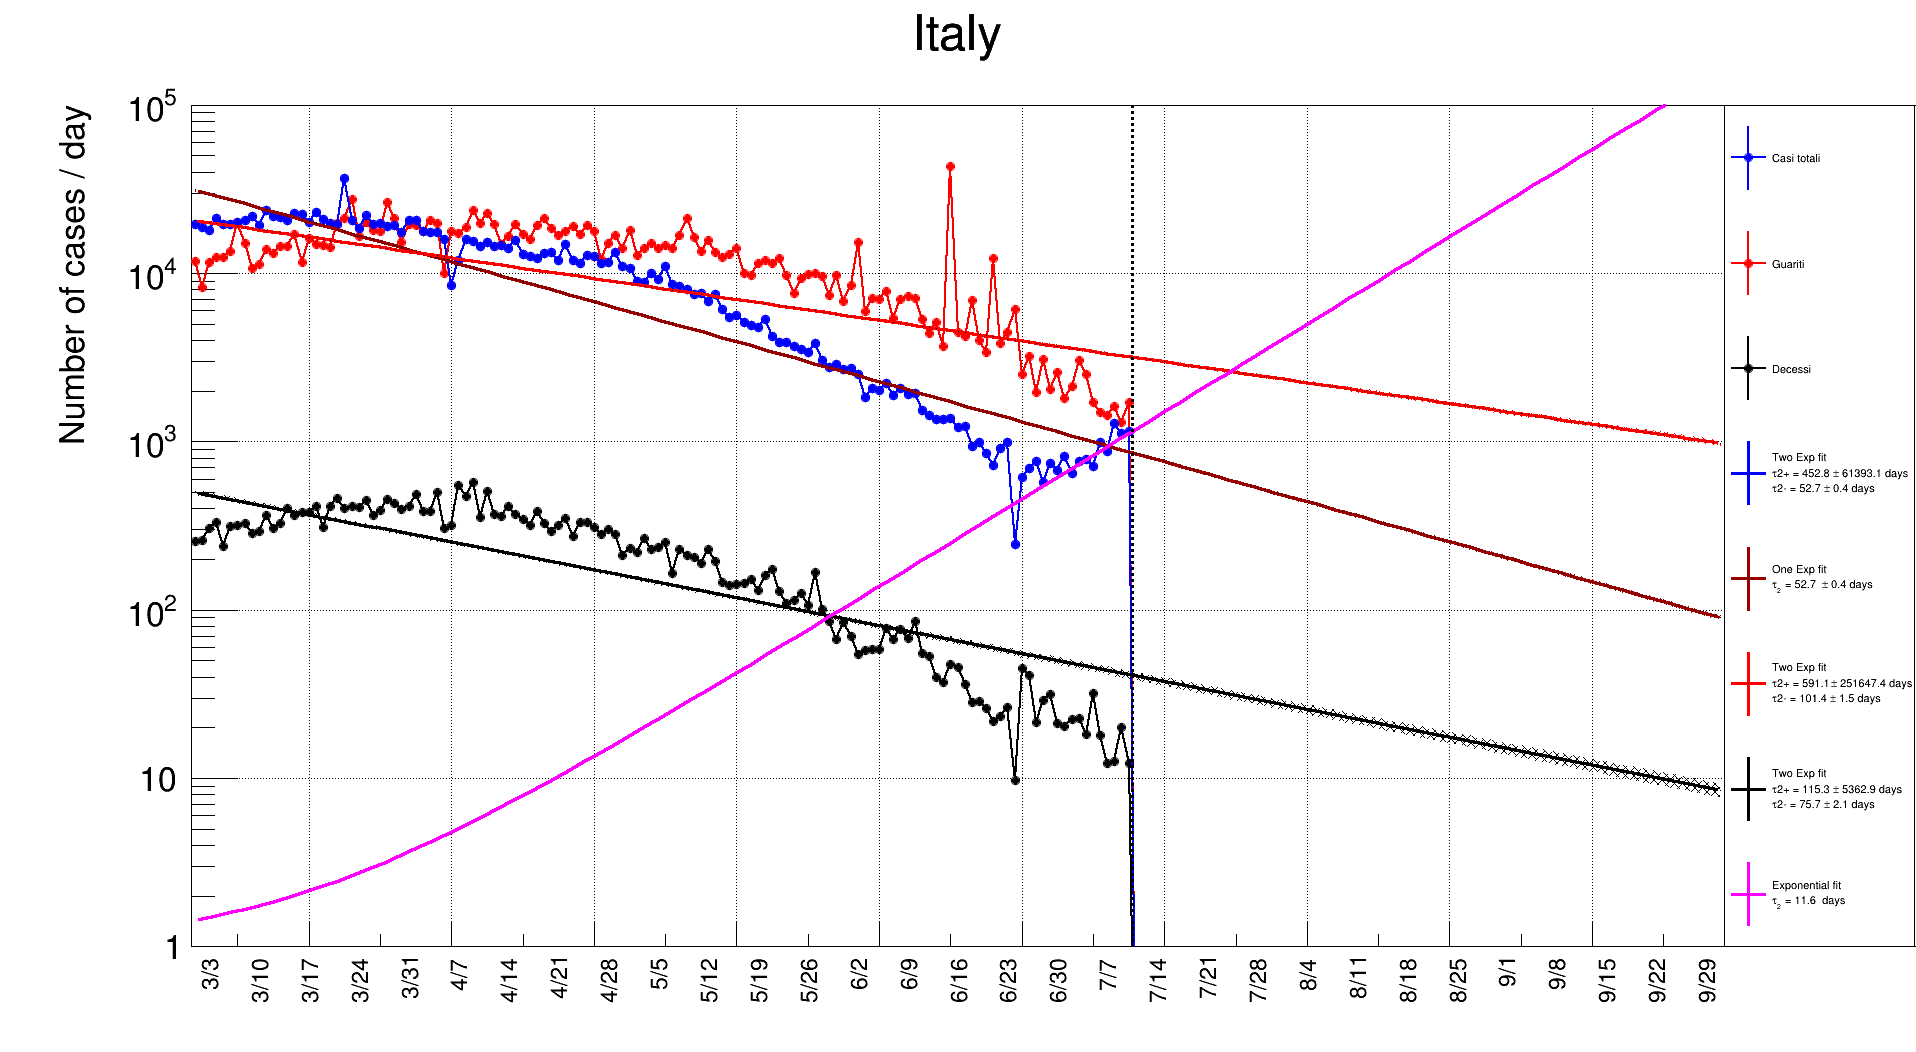 Italy
Number of cases / day
10^5
10^4
10^3
10^2
10
1
3/3 3/10 3/17 3/24 3/31 4/7 4/14 4/21 4/28 5/5 5/12 5/19 5/26 6/2 6/9 6/16 6/23 6/30 7/7 7/14 7/21 7/28 8/4 8/11 8/18 8/25 9/1 9/8 9/15 9/22 9/29
Casi totali
Guariti
Decessi
Two Exp fit
τ2+ = 452.8 ± 61393.1 days
τ2- = 52.7 ± 0.4 days
One Exp fit
τ₂ = 52.7 ± 0.4 days
Two Exp fit
τ2+ = 591.1 ± 251647.4 days
τ2- = 101.4 ± 1.5 days
Two Exp fit
τ2+ = 115.3 ± 5362.9 days
τ2- = 75.7 ± 2.1 days
Exponential fit
τ₂ = 11.6 days